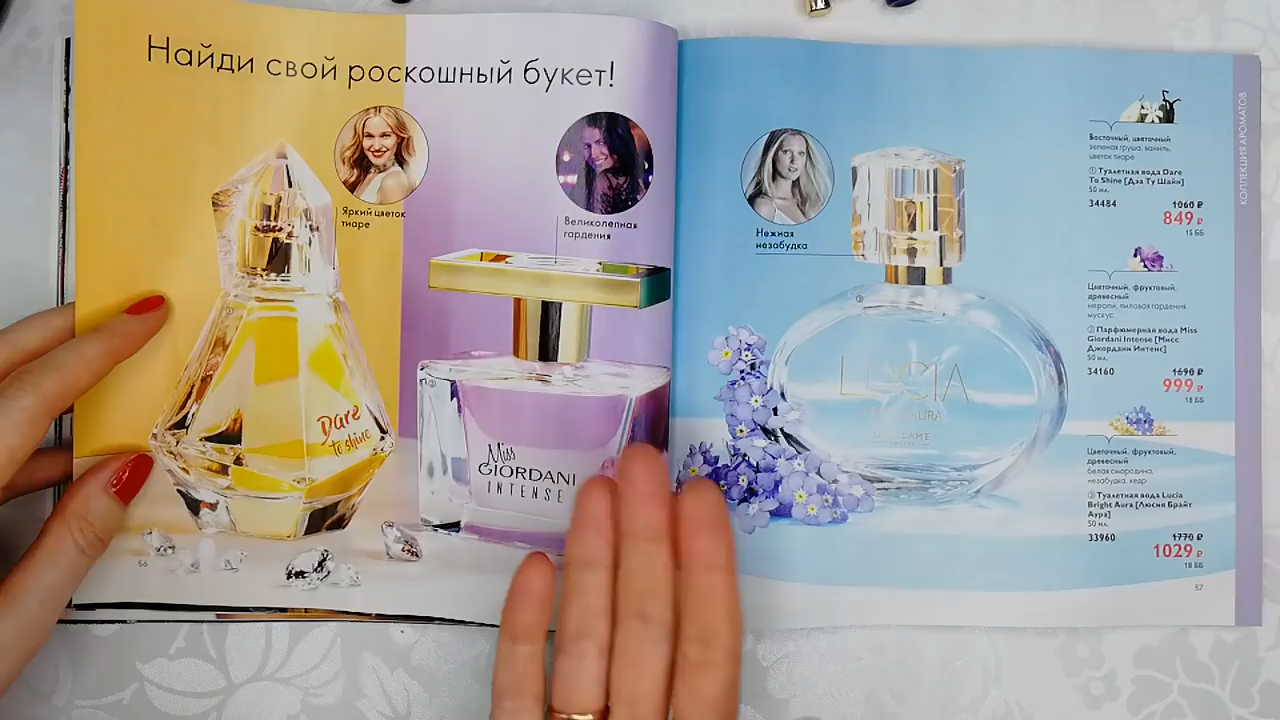 Найди свой роскошный букет!
Яркий цветок
тиаре
Великолепная
гардения
Dare
to shine
Miss
GIORDANI
INTENSE
56
Нежная
незабудка
LUCIA
BRIGHT AURA
ORIFLAME
КОЛЛЕКЦИЯ АРОМАТОВ
Восточный, цветочный
зеленая груша, ваниль,
цветок тиаре
① Туалетная вода Dare
To Shine [Дэа Ту Шайн]
50 мл.
34484 1060 ₽
849 ₽
15 ББ
Цветочный, фруктовый,
древесный
нероли, пиловая гардения
мускус
② Парфюмерная вода Miss
Giordani Intense [Мисс
Джордани Интенс]
50 мл.
34160 1690 ₽
999 ₽
18 ББ
Цветочный, фруктовый,
древесный
белая смородина,
незабудка, кедр
③ Туалетная вода Lucia
Bright Aura [Люсия Брайт
Аура]
50 мл.
33960 1770 ₽
1029 ₽
18 ББ
57